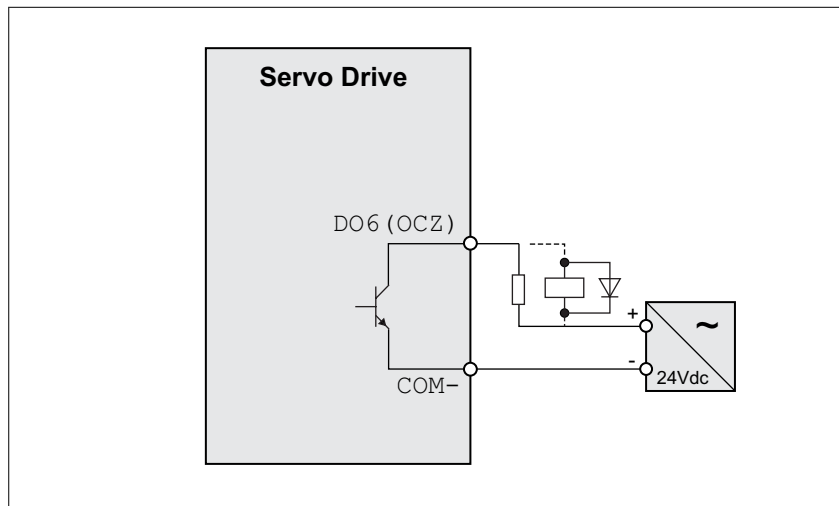 Servo Drive
DO6(OCZ)
COM-
+
~
-
24Vdc